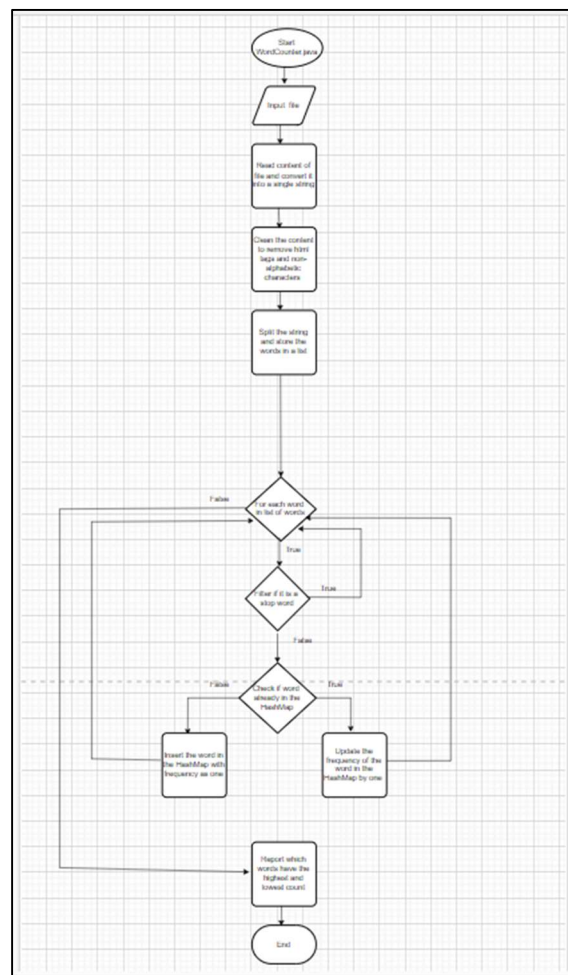 Start
WordCounter.java
Input file
Read content of
file and convert it
into a single string
Clean the content
to remove html
tags and non-
alphabetic
characters
Split the string
and store the
words in a list
For each word
in list of words
False
True
Filter if it is a
stop word
True
False
Check if word
already in the
HashMap
False
True
Insert the word in
the HashMap with
frequency as one
Update the
frequency of the
word in the
HashMap by one
Report which
words have the
highest and
lowest count
End